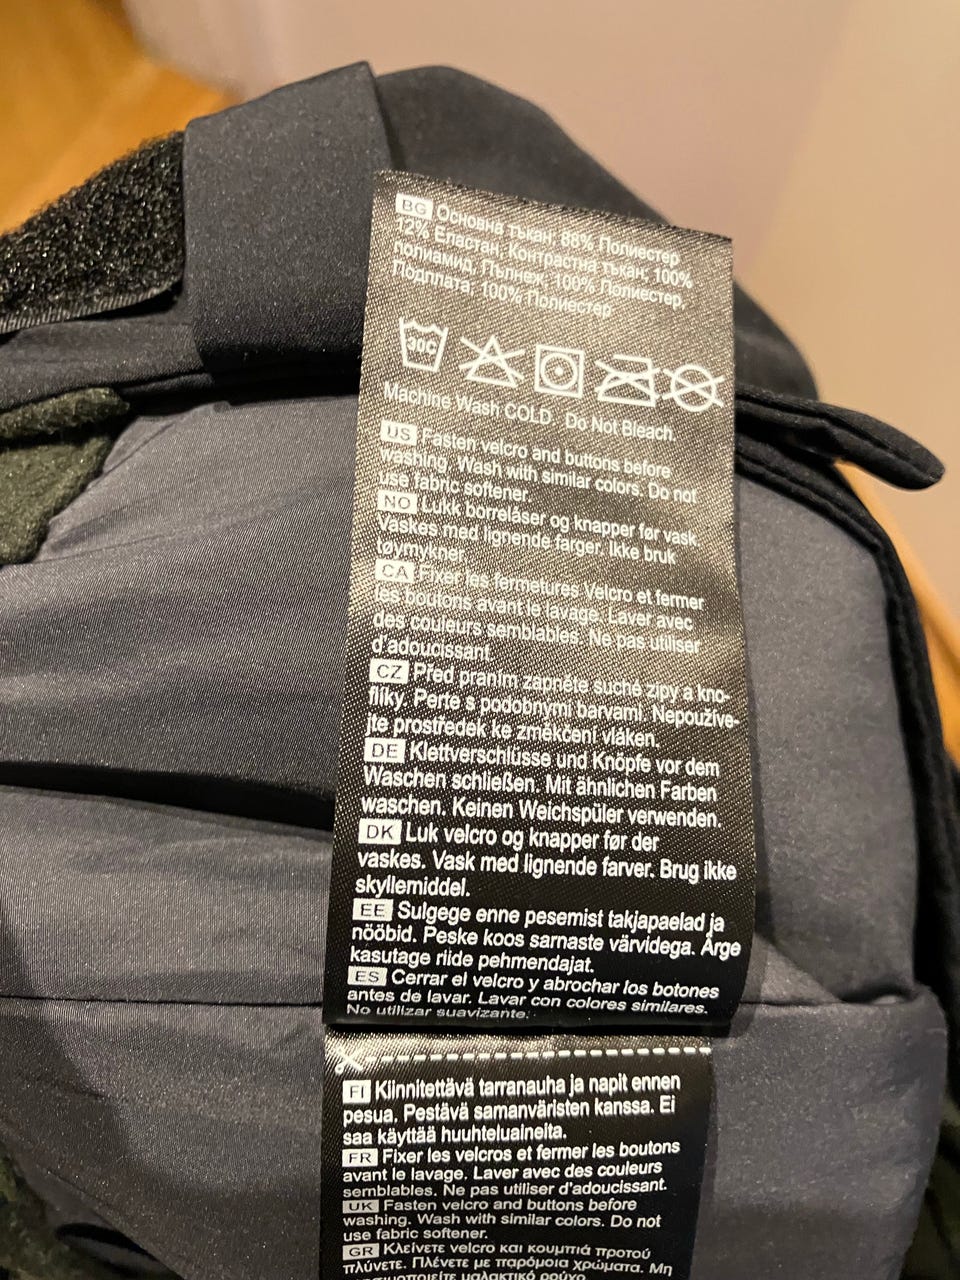 BG Основна тъкан; 88% Полиестер
12% Еластан; Контрастна тъкан; 100%
полиамид, Пълнеж; 100% Полиестер,
Подплата; 100% Полиестер
30C
Machine Wash COLD. Do Not Bleach.
US Fasten velcro and buttons before
washing. Wash with similar colors. Do not
use fabric softener.
NO Lukk borrelåser og knapper før vask.
Vaskes med lignende farger. Ikke bruk
tøymykner
CA Fixer les fermetures Velcro et fermer
les boutons avant le lavage. Laver avec
des couleurs semblables. Ne pas utiliser
d'adoucissant
CZ Před praním zapněte suché zipy a kno-
flíky. Perte s podobnými barvami. Nepoužíve-
jte prostředek ke změkčení vláken.
DE Klettverschlüsse und Knöpfe vor dem
Waschen schließen. Mit ähnlichen Farben
waschen. Keinen Weichspüler verwenden.
DK Luk velcro og knapper før der
vaskes. Vask med lignende farver. Brug ikke
skyllemiddel.
EE Sulgege enne pesemist takjapaelad ja
nööbid. Peske koos sarnaste värvidega. Ärge
kasutage riide pehmendajat.
ES Cerrar el velcro y abrochar los botones
antes de lavar. Lavar con colores similares.
No utilizar suavizante.
FI Kiinnitettävä tarranauha ja napit ennen
pesua. Pestävä samanväristen kanssa. Ei
saa käyttää huuhteluaineita.
FR Fixer les velcros et fermer les boutons
avant le lavage. Laver avec des couleurs
semblables. Ne pas utiliser d'adoucissant.
UK Fasten velcro and buttons before
washing. Wash with similar colors. Do not
use fabric softener.
GR Κλείνετε velcro και κουμπιά προτού
πλύνετε. Πλένετε με παρόμοια χρώματα. Μη
χρησιμοποιείτε μαλακτικό ρούχο